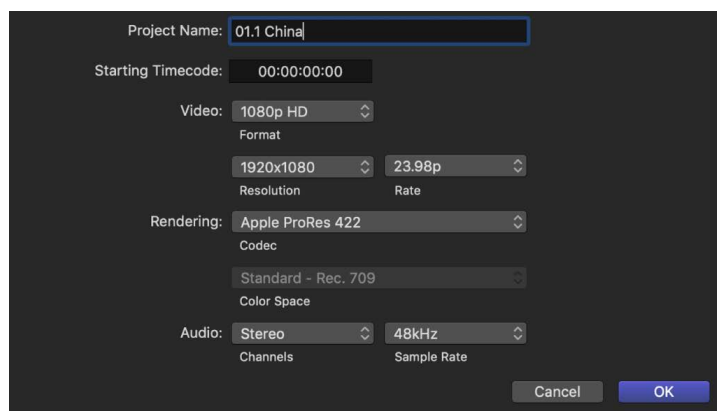 Project Name: 01.1 China
Starting Timecode: 00:00:00:00
Video: 1080p HD
Format
1920x1080 23.98p
Resolution Rate
Rendering: Apple ProRes 422
Codec
Standard - Rec. 709
Color Space
Audio: Stereo 48kHz
Channels Sample Rate
Cancel OK